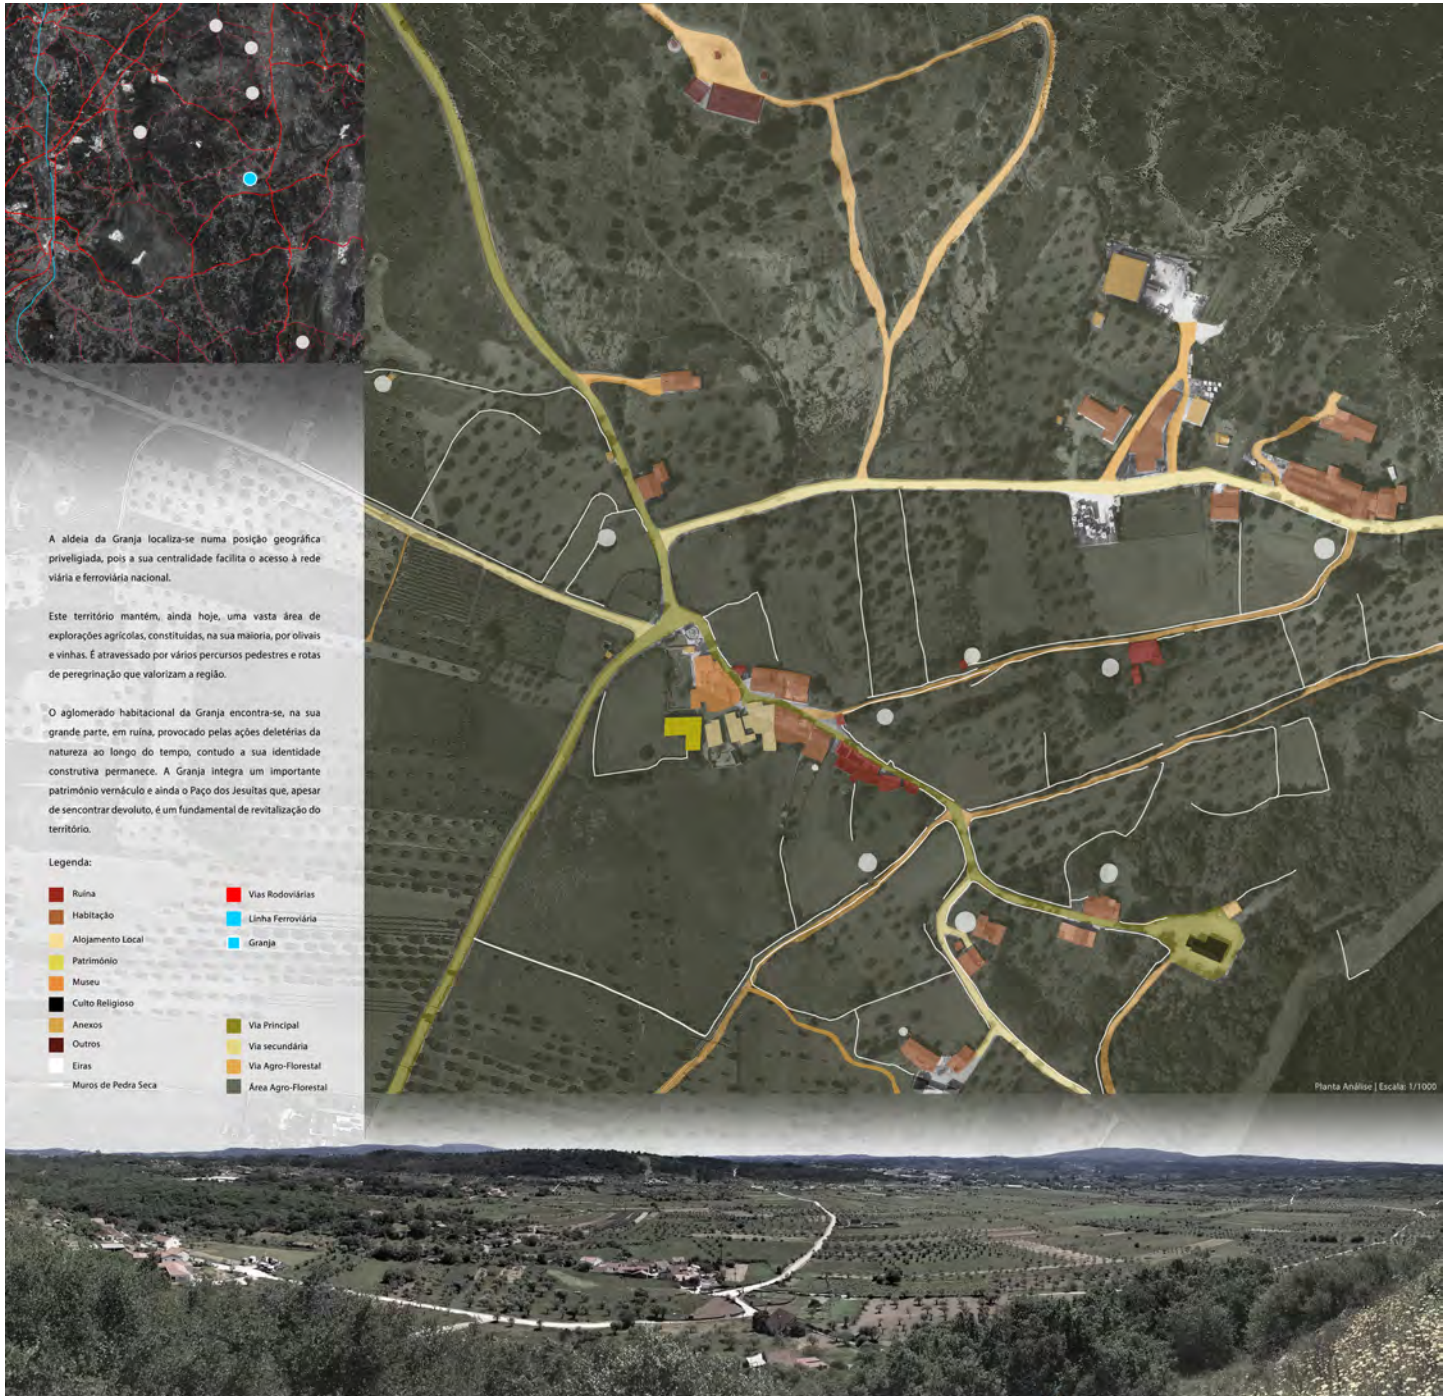 A aldeia da Granja localiza-se numa posição geográfica
priveligiada, pois a sua centralidade facilita o acesso à rede
viária e ferroviária nacional.
Este território mantém, ainda hoje, uma vasta área de
explorações agrícolas, constituídas, na sua maioria, por olivais
e vinhas. É atravessado por vários percursos pedestres e rotas
de peregrinação que valorizam a região.
O aglomerado habitacional da Granja encontra-se, na sua
grande parte, em ruína, provocado pelas ações deletérias da
natureza ao longo do tempo, contudo a sua identidade
construtiva permanece. A Granja integra um importante
património vernáculo e ainda o Paço dos Jesuítas que, apesar
de sencontrar devoluto, é um fundamental de revitalização do
território.
Legenda:
Ruína
Habitação
Alojamento Local
Património
Museu
Culto Religioso
Anexos
Outros
Eiras
Muros de Pedra Seca
Vias Rodoviárias
Linha Ferroviária
Granja
Via Principal
Via secundária
Via Agro-Florestal
Área Agro-Florestal
Planta Análise | Escala: 1/1000